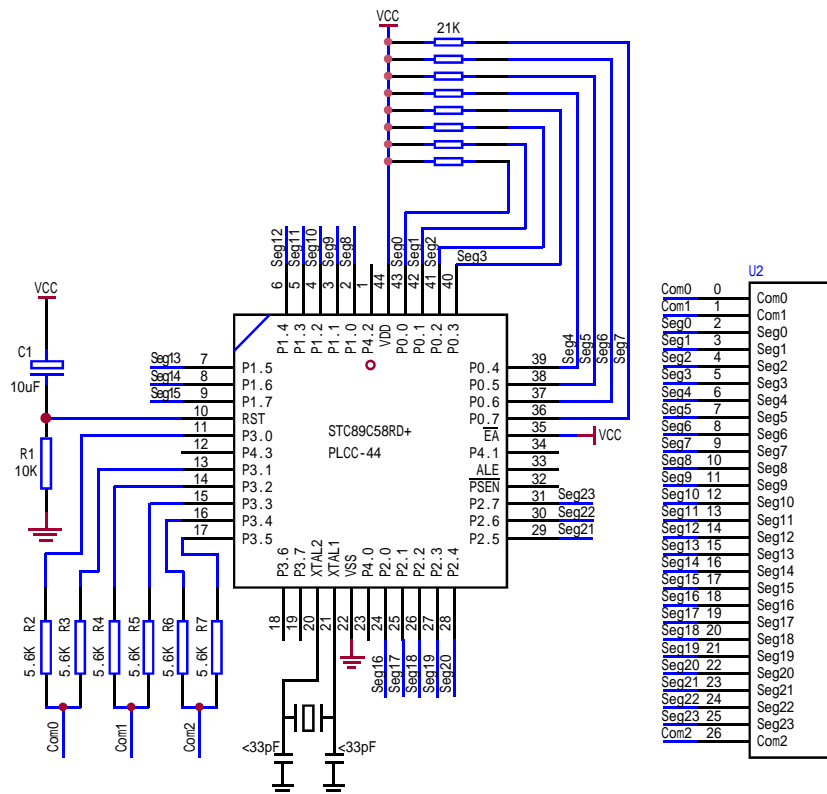 VCC
21K
Seg12
Seg11
Seg10
Seg9
Seg8
Seg0
Seg1
Seg2
Seg3
6
5
4
3
2
1
44
43
42
41
40
P1.4
P1.3
P1.2
P1.1
P1.0
P4.2
VDD
P0.0
P0.1
P0.2
P0.3
Seg4
Seg5
Seg6
Seg7
VCC
C1
10uF
R1
10K
Seg13 7 P1.5
Seg14 8 P1.6
Seg15 9 P1.7
10 RST
11 P3.0
12 P4.3
13 P3.1
14 P3.2
15 P3.3
16 P3.4
17 P3.5
STC89C58RD+
PLCC-44
P0.4 39
P0.5 38
P0.6 37
P0.7 36
EA 35 VCC
P4.1 34
ALE 33
PSEN 32
P2.7 31 Seg23
P2.6 30 Seg22
P2.5 29 Seg21
P3.6
P3.7
XTAL2
XTAL1
VSS
P4.0
P2.0
P2.1
P2.2
P2.3
P2.4
18
19
20
21
22
23
24
25
26
27
28
Seg16
Seg17
Seg18
Seg19
Seg20
5.6K R2
5.6K R3
5.6K R4
5.6K R5
5.6K R6
5.6K R7
Com0
Com1
Com2
<33pF
<33pF
U2
Com0 0 Com0
Com1 1 Com1
Seg0 2 Seg0
Seg1 3 Seg1
Seg2 4 Seg2
Seg3 5 Seg3
Seg4 6 Seg4
Seg5 7 Seg5
Seg6 8 Seg6
Seg7 9 Seg7
Seg8 10 Seg8
Seg9 11 Seg9
Seg10 12 Seg10
Seg11 13 Seg11
Seg12 14 Seg12
Seg13 15 Seg13
Seg14 16 Seg14
Seg15 17 Seg15
Seg16 18 Seg16
Seg17 19 Seg17
Seg18 20 Seg18
Seg19 21 Seg19
Seg20 22 Seg20
Seg21 23 Seg21
Seg22 24 Seg22
Seg23 25 Seg23
Com2 26 Com2